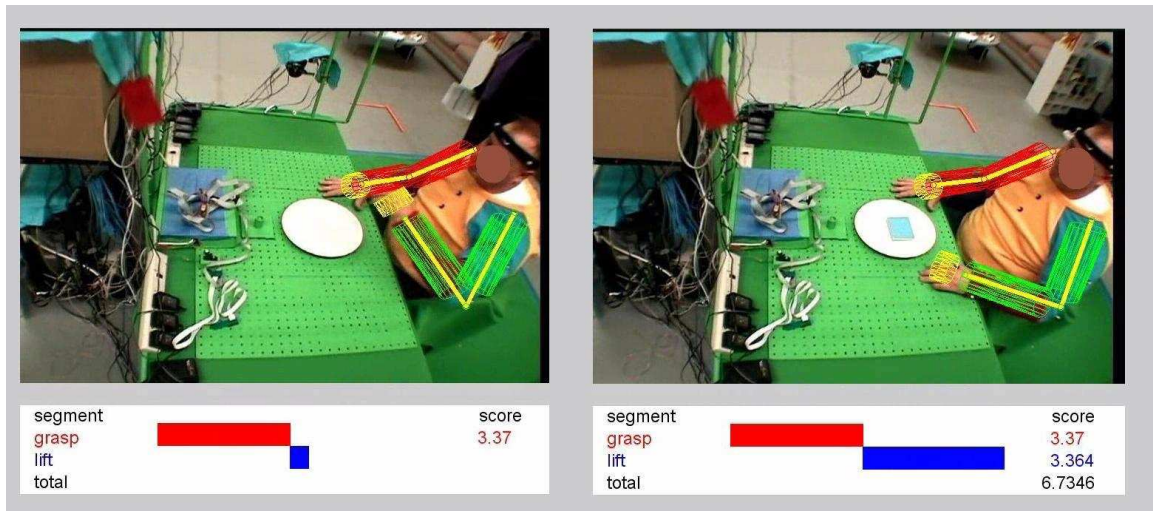 segment score
grasp 3.37
lift
total
segment score
grasp 3.37
lift 3.364
total 6.7346